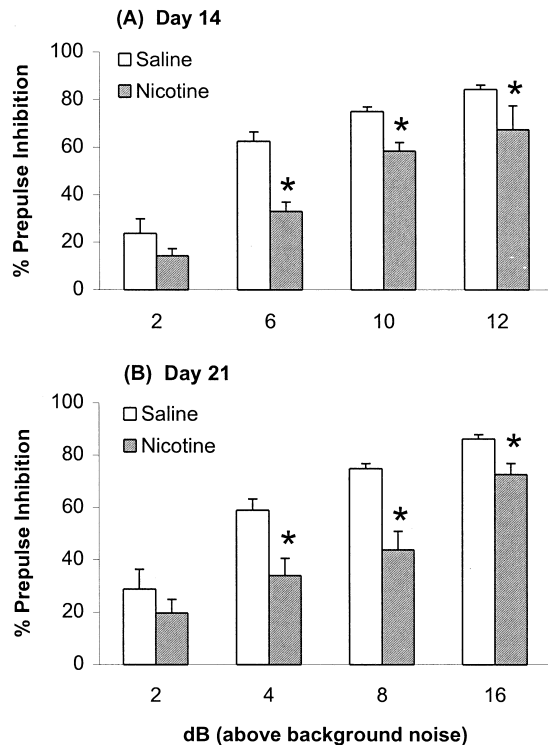 (A) Day 14
100
80
60
40
20
0
% Prepulse Inhibition
Saline
Nicotine
*
*
*
2 6 10 12
(B) Day 21
100
80
60
40
20
0
% Prepulse Inhibition
Saline
Nicotine
*
*
*
2 4 8 16
dB (above background noise)